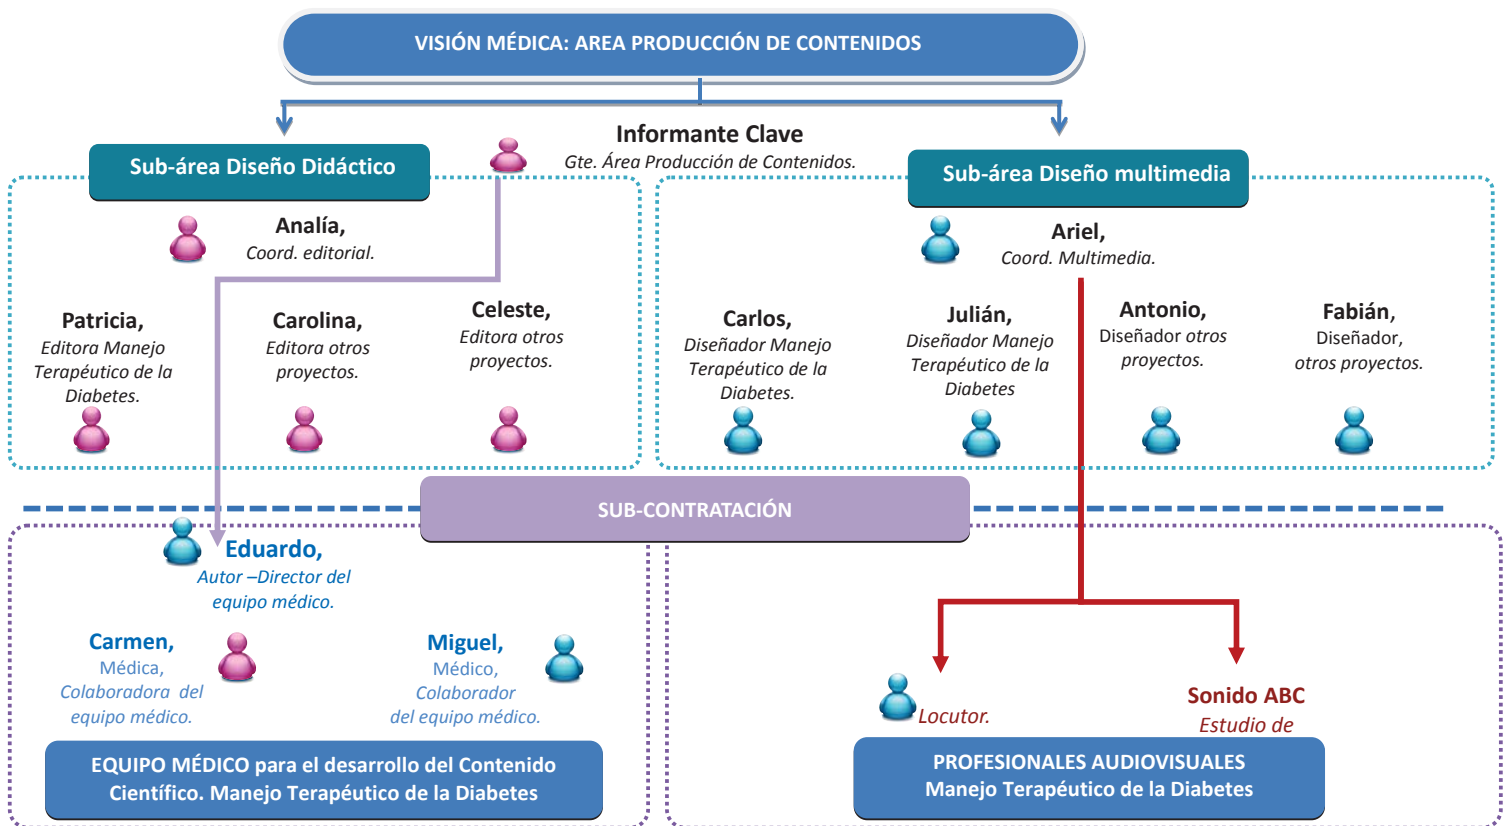 VISIÓN MÉDICA: AREA PRODUCCIÓN DE CONTENIDOS
Informante Clave
Gte. Área Producción de Contenidos.
Sub-área Diseño Didáctico
Analía,
Coord. editorial.
Patricia,
Editora Manejo
Terapéutico de la
Diabetes.
Carolina,
Editora otros
proyectos.
Celeste,
Editora otros
proyectos.
Sub-área Diseño multimedia
Ariel,
Coord. Multimedia.
Carlos,
Diseñador Manejo
Terapéutico de la
Diabetes.
Julián,
Diseñador Manejo
Terapéutico de la
Diabetes
Antonio,
Diseñador otros
proyectos.
Fabián,
Diseñador,
otros proyectos.
SUB-CONTRATACIÓN
Eduardo,
Autor –Director del
equipo médico.
Carmen,
Médica,
Colaboradora del
equipo médico.
Miguel,
Médico,
Colaborador
del equipo médico.
EQUIPO MÉDICO para el desarrollo del Contenido
Científico. Manejo Terapéutico de la Diabetes
Locutor.
Sonido ABC
Estudio de
PROFESIONALES AUDIOVISUALES
Manejo Terapéutico de la Diabetes